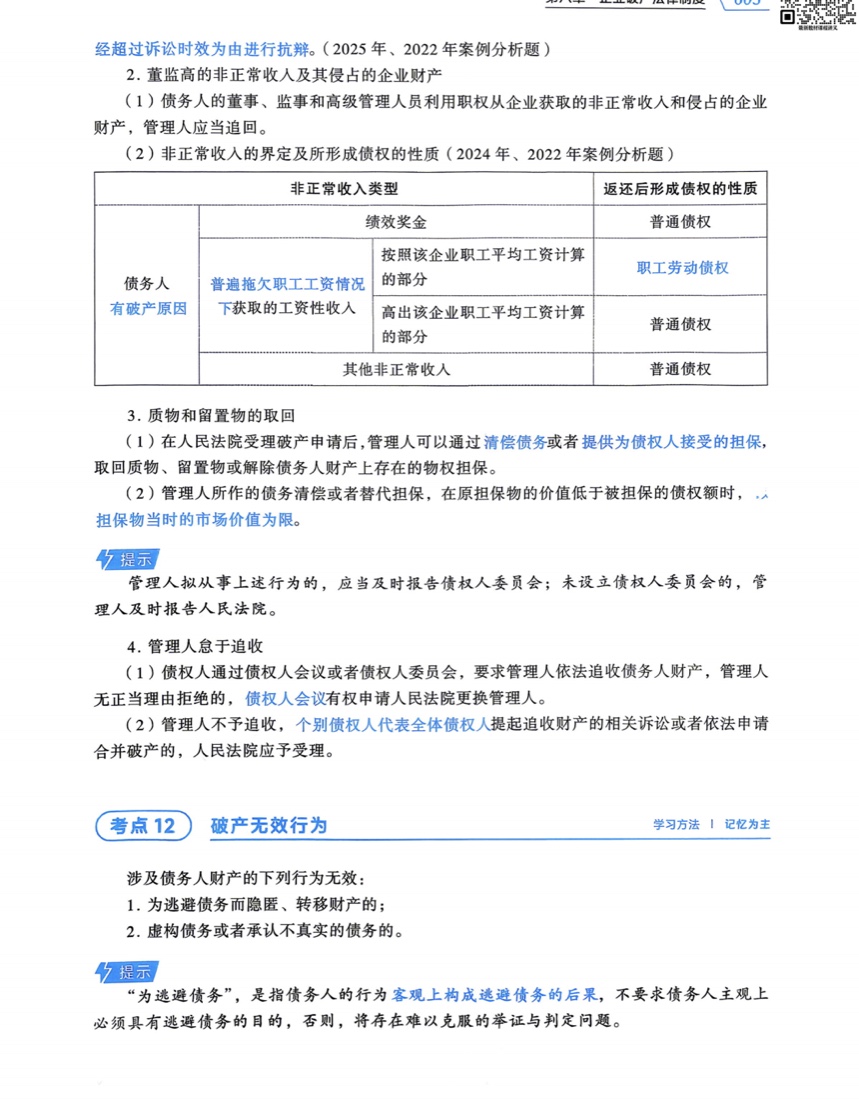 经超过诉讼时效为由进行抗辩。（2025 年、2022 年案例分析题）
2. 董监高的非正常收入及其侵占的企业财产
（1）债务人的董事、监事和高级管理人员利用职权从企业获取的非正常收入和侵占的企业
财产，管理人应当追回。
（2）非正常收入的界定及所形成债权的性质（2024 年、2022 年案例分析题）
非正常收入类型 返还后形成债权的性质
债务人
有破产原因
绩效奖金 普通债权
普遍拖欠职工工资情况
下获取的工资性收入
按照该企业职工平均工资计算
的部分
职工劳动债权
高出该企业职工平均工资计算
的部分
普通债权
其他非正常收入 普通债权
3. 质物和留置物的取回
（1）在人民法院受理破产申请后,管理人可以通过清偿债务或者提供为债权人接受的担保,
取回质物、留置物或解除债务人财产上存在的物权担保。
（2）管理人所作的债务清偿或者替代担保，在原担保物的价值低于被担保的债权额时，
担保物当时的市场价值为限。
提示
管理人拟从事上述行为的，应当及时报告债权人委员会；未设立债权人委员会的，管
理人及时报告人民法院。
4. 管理人怠于追收
（1）债权人通过债权人会议或者债权人委员会，要求管理人依法追收债务人财产，管理人
无正当理由拒绝的，债权人会议有权申请人民法院更换管理人。
（2）管理人不予追收，个别债权人代表全体债权人提起追收财产的相关诉讼或者依法申请
合并破产的，人民法院应予受理。
考点 12 破产无效行为 学习方法 | 记忆为主
涉及债务人财产的下列行为无效：
1. 为逃避债务而隐匿、转移财产的；
2. 虚构债务或者承认不真实的债务的。
提示
“为逃避债务”，是指债务人的行为客观上构成逃避债务的后果，不要求债务人主观上
必须具有逃避债务的目的，否则，将存在难以克服的举证与判定问题。